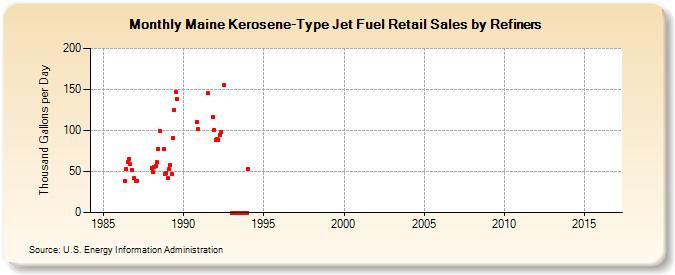 Monthly Maine Kerosene-Type Jet Fuel Retail Sales by Refiners
Thousand Gallons per Day
200
150
100
50
0
1985 1990 1995 2000 2005 2010 2015
Source: U.S. Energy Information Administration